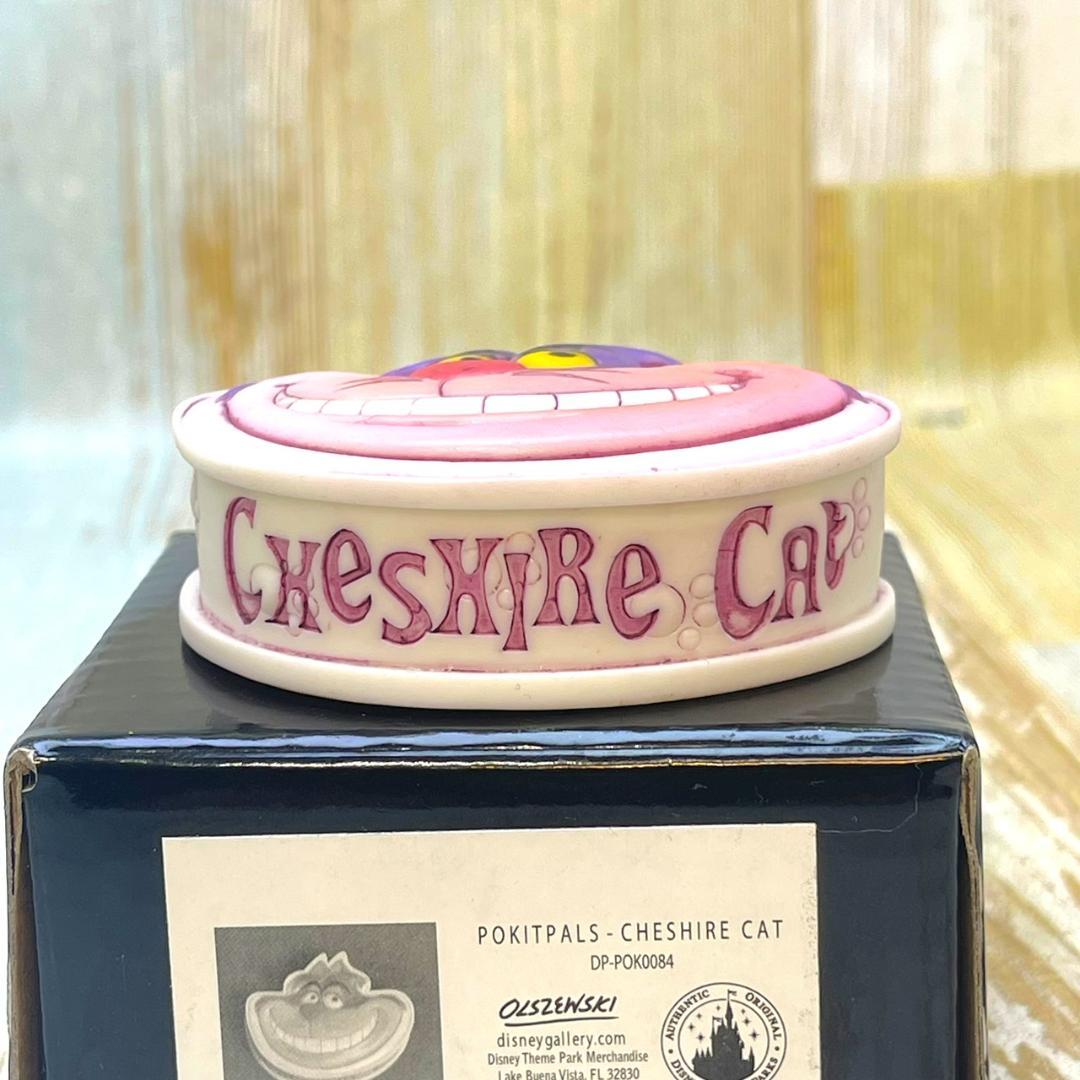 CHESHIRE CAT
POKITPALS - CHESHIRE CAT
DP-POK0084
OLSZEWSKI
disneygallery.com
Disney Theme Park Merchandise
Lake Buena Vista, FL 32830
AUTHENTIC ORIGINAL